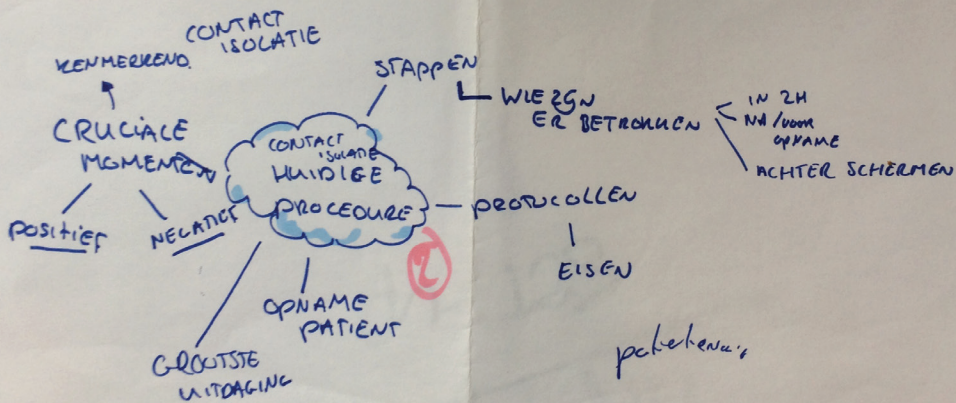 CONTACT
ISOLATIE
KENMERKEND.
CRUCIALE
MOMENTEN
POSITIEF
NEGATIEF
CONTACT
ISOLATIE
HUIDIGE
PROCEDURE
2
STAPPEN
WIE ZIJN
ER BETROKKEN
IN ZH
NA/VOOR
OPNAME
ACHTER SCHERMEN
PROTOCOLLEN
EISEN
OPNAME
PATIENT
GROOTSTE
UITDAGING